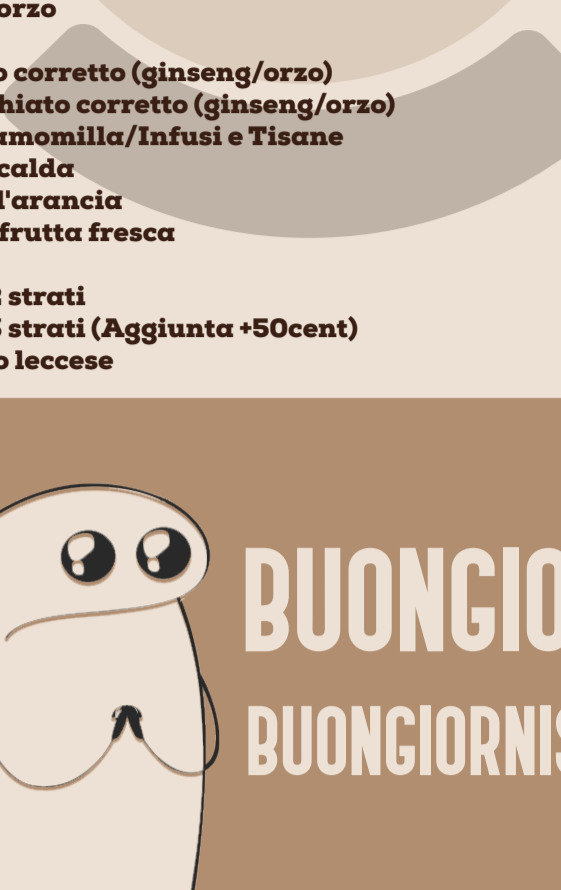 orzo
o corretto (ginseng/orzo)
hiato corretto (ginseng/orzo)
amomilla/Infusi e Tisane
calda
d'arancia
frutta fresca
2 strati
3 strati (Aggiunta +50cent)
o leccese
BUONGIO
BUONGIORNIS